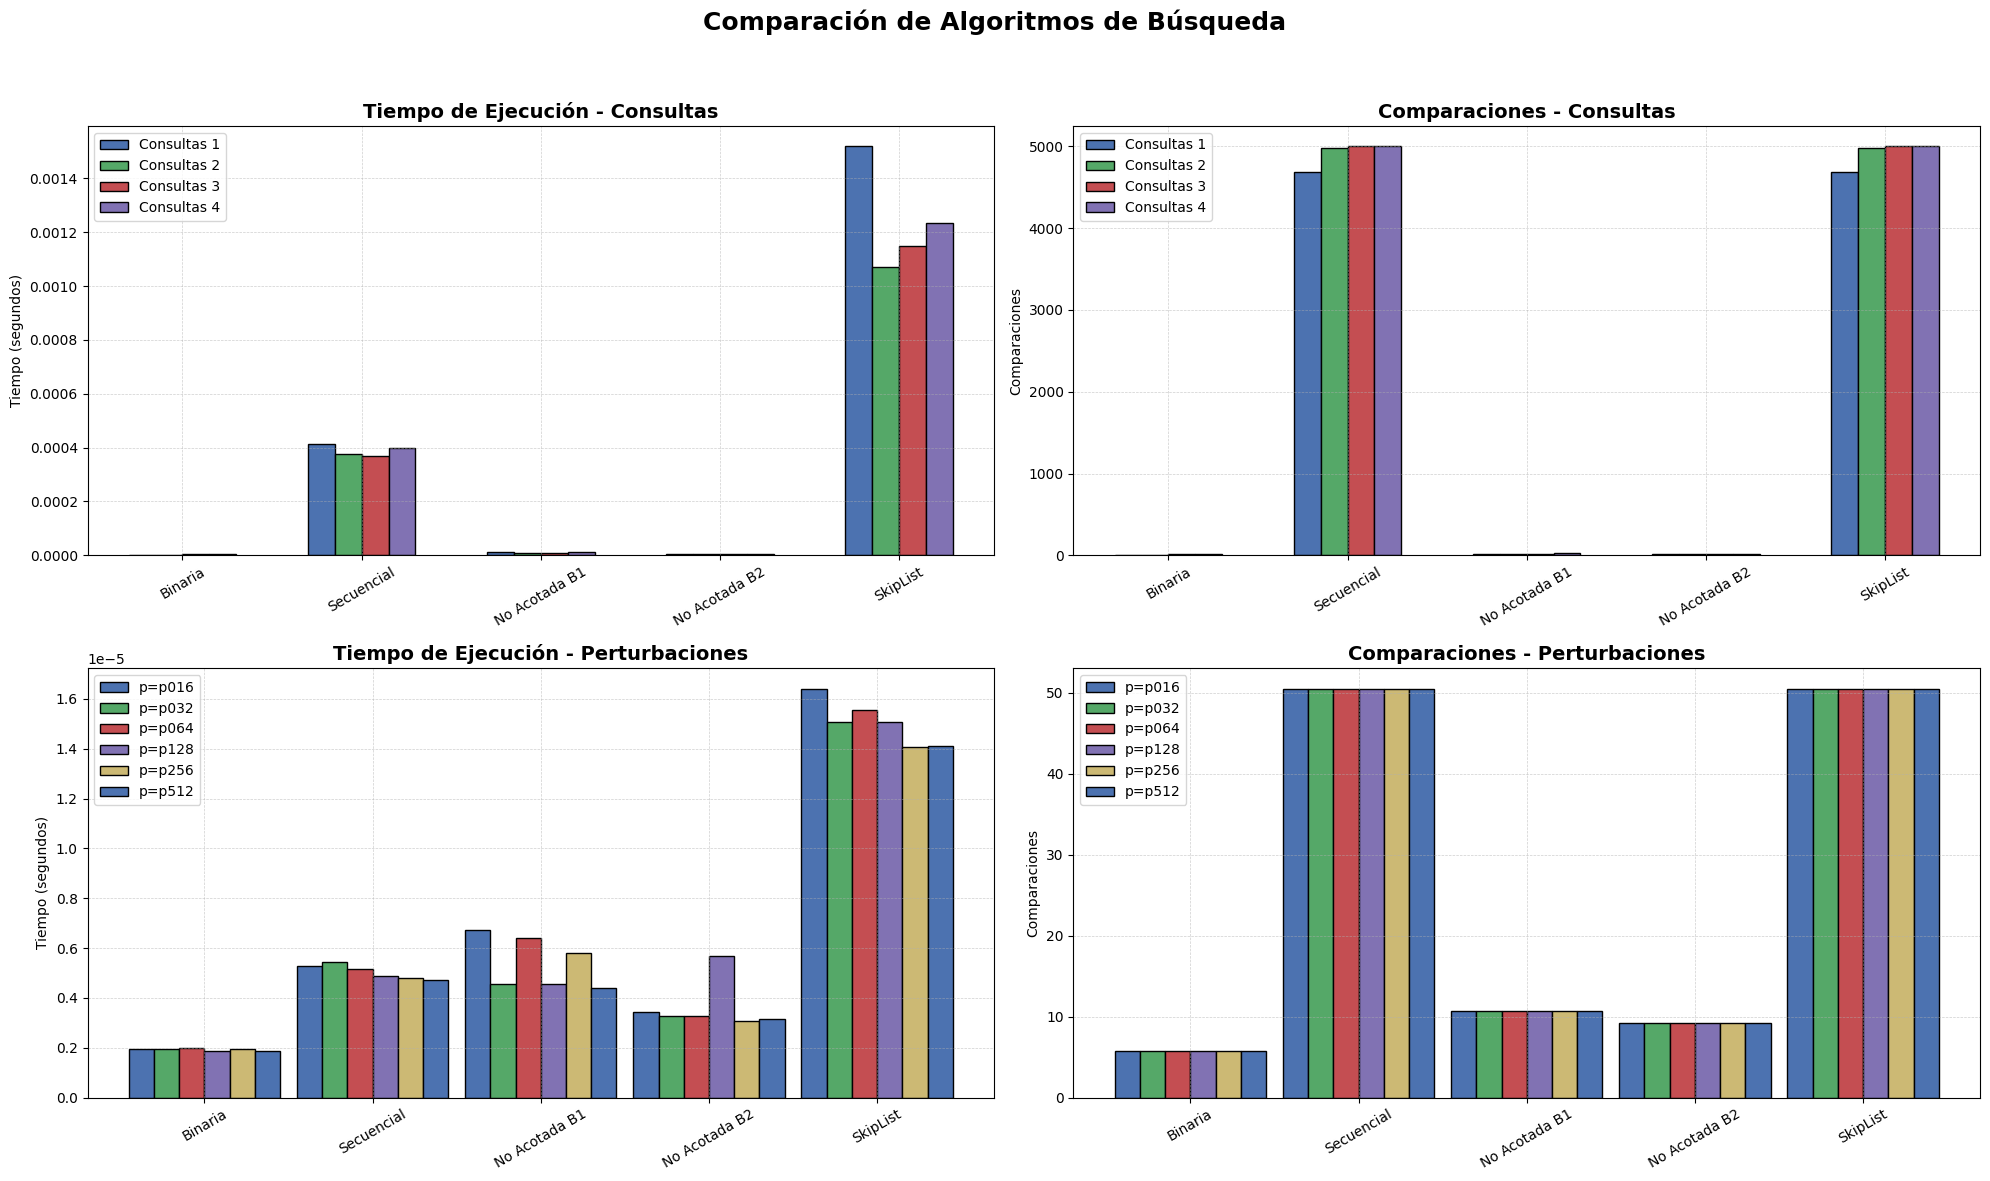 Comparación de Algoritmos de Búsqueda
Tiempo de Ejecución - Consultas
Tiempo (segundos)
0.0014
0.0012
0.0010
0.0008
0.0006
0.0004
0.0002
0.0000
Consultas 1
Consultas 2
Consultas 3
Consultas 4
Binaria
Secuencial
No Acotada B1
No Acotada B2
SkipList
Comparaciones - Consultas
Comparaciones
5000
4000
3000
2000
1000
0
Consultas 1
Consultas 2
Consultas 3
Consultas 4
Binaria
Secuencial
No Acotada B1
No Acotada B2
SkipList
Tiempo de Ejecución - Perturbaciones
1e−5
Tiempo (segundos)
1.6
1.4
1.2
1.0
0.8
0.6
0.4
0.2
0.0
p=p016
p=p032
p=p064
p=p128
p=p256
p=p512
Binaria
Secuencial
No Acotada B1
No Acotada B2
SkipList
Comparaciones - Perturbaciones
Comparaciones
50
40
30
20
10
0
p=p016
p=p032
p=p064
p=p128
p=p256
p=p512
Binaria
Secuencial
No Acotada B1
No Acotada B2
SkipList